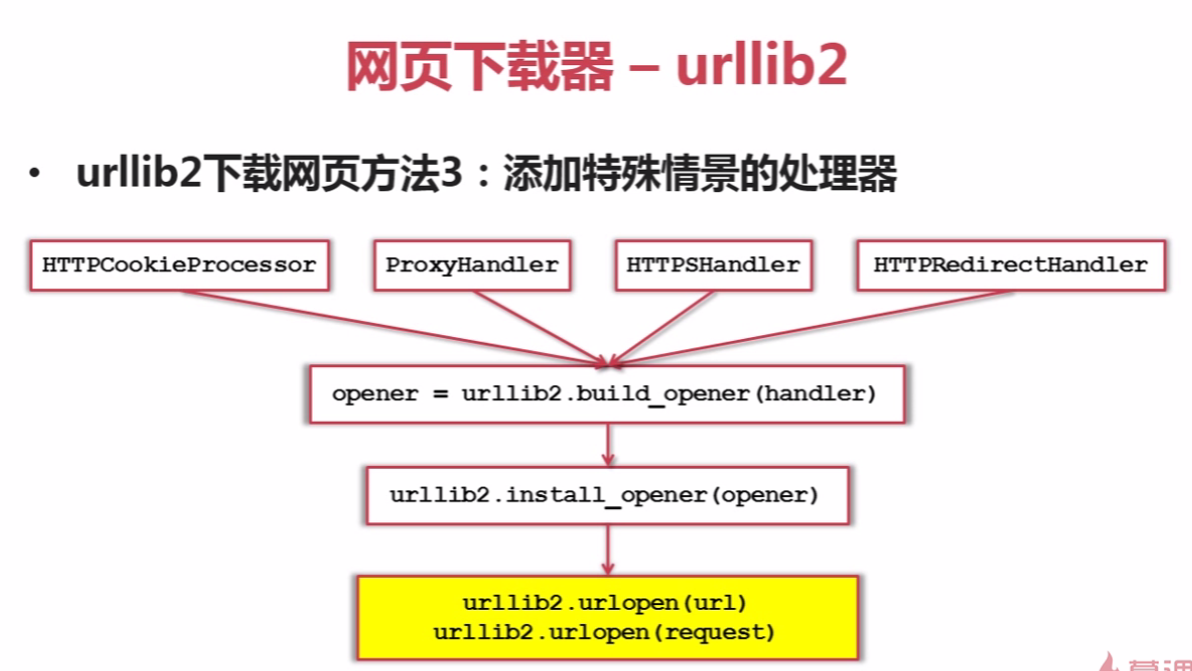 网页下载器 – urllib2
• urllib2下载网页方法3：添加特殊情景的处理器
HTTPCookieProcessor
ProxyHandler
HTTPSHandler
HTTPRedirectHandler
opener = urllib2.build_opener(handler)
urllib2.install_opener(opener)
urllib2.urlopen(url)
urllib2.urlopen(request)